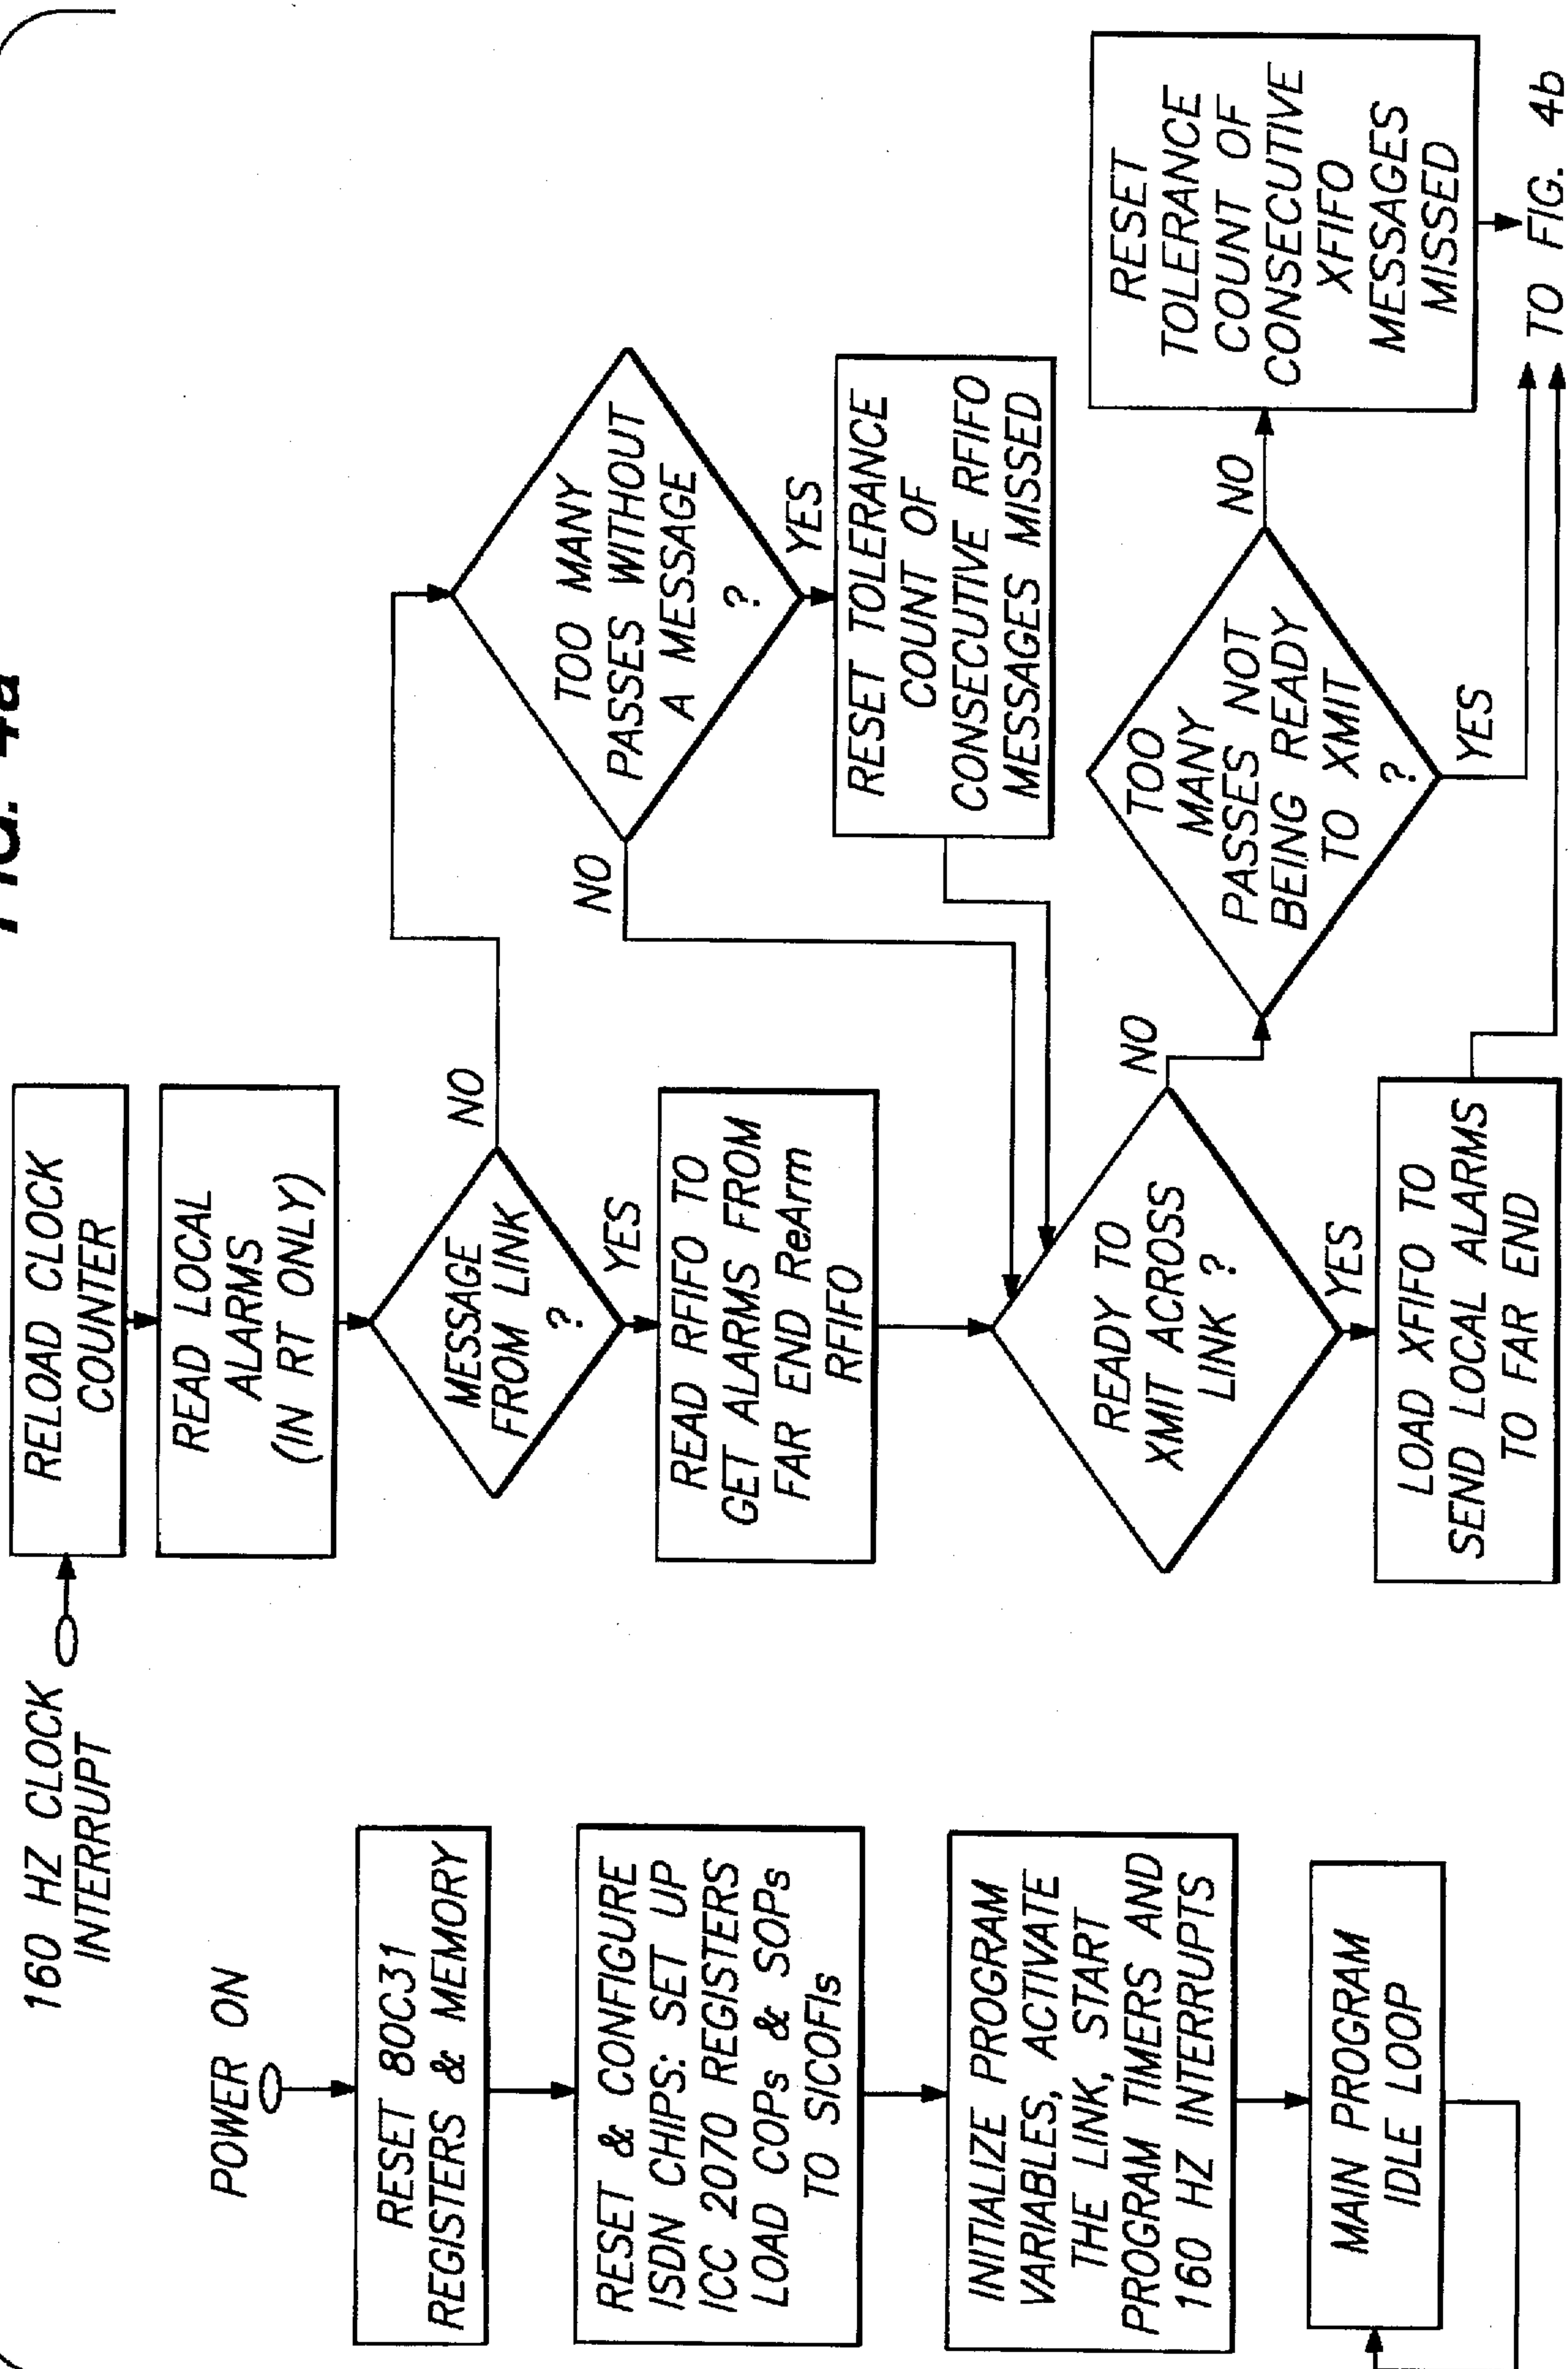 FIG. 4a
POWER ON
RESET 80C31
REGISTERS & MEMORY
RESET & CONFIGURE
ISDN CHIPS: SET UP
ICC 2070 REGISTERS
LOAD COPs & SOPs
TO SICOFIs
INITIALIZE PROGRAM
VARIABLES, ACTIVATE
THE LINK, START
PROGRAM TIMERS AND
160 HZ INTERRUPTS
MAIN PROGRAM
IDLE LOOP
160 HZ CLOCK
INTERRUPT
RELOAD CLOCK
COUNTER
READ LOCAL
ALARMS
(IN RT ONLY)
MESSAGE
FROM LINK
?
NO
YES
READ RFIFO TO
GET ALARMS FROM
FAR END ReArm
RFIFO
READY TO
XMIT ACROSS
LINK ?
NO
YES
LOAD XFIFO TO
SEND LOCAL ALARMS
TO FAR END
TOO MANY
PASSES WITHOUT
A MESSAGE
?
NO
YES
RESET TOLERANCE
COUNT OF
CONSECUTIVE RFIFO
MESSAGES MISSED
TOO
MANY
PASSES NOT
BEING READY
TO XMIT
?
NO
YES
RESET
TOLERANCE
COUNT OF
CONSECUTIVE
XFIFO
MESSAGES
MISSED
TO FIG. 4b